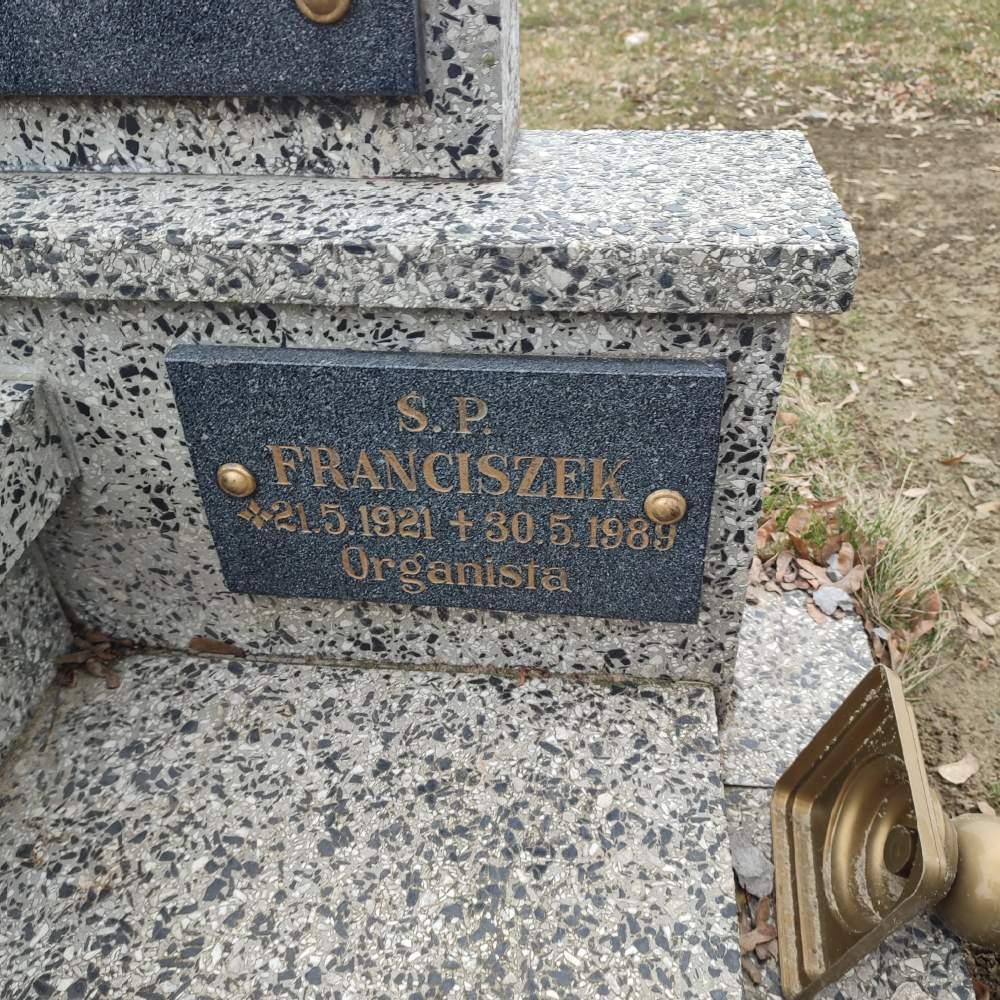 S. P.
FRANCISZEK
21.5.1921 ✝ 30.5.1989
Organista